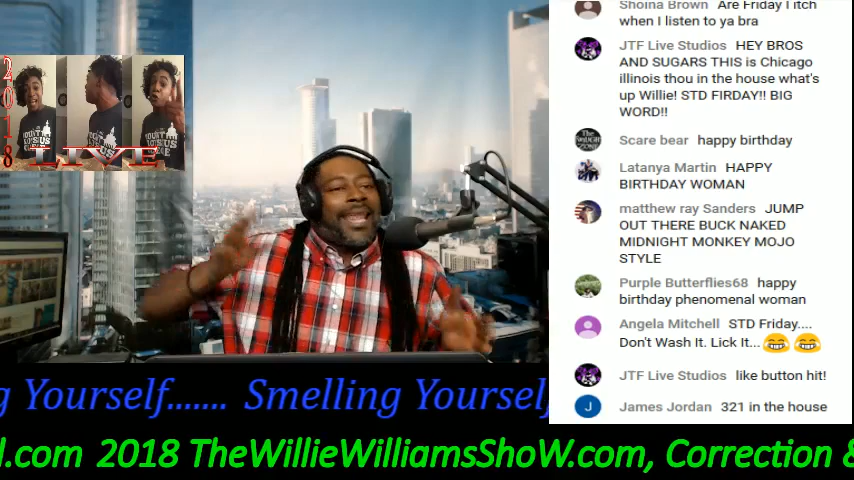 2018
LIVE
Shoina Brown Are Friday I itch
when I listen to ya bra
JTF Live Studios HEY BROS
AND SUGARS THIS is Chicago
illinois thou in the house what's
up Willie! STD FIRDAY!! BIG
WORD!!
Scare bear happy birthday
Latanya Martin HAPPY
BIRTHDAY WOMAN
matthew ray Sanders JUMP
OUT THERE BUCK NAKED
MIDNIGHT MONKEY MOJO
STYLE
Purple Butterflies68 happy
birthday phenomenal woman
Angela Mitchell STD Friday....
Don't Wash It. Lick It...
JTF Live Studios like button hit!
J
James Jordan 321 in the house
g Yourself....... Smelling Yourself
l.com 2018 TheWillieWilliamsShoW.com, Correction &